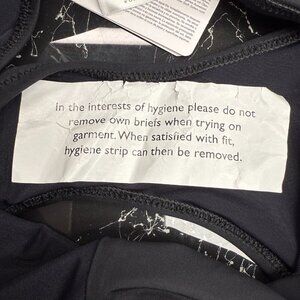 In the interests of hygiene please do not
remove own briefs when trying on
garment. When satisfied with fit,
hygiene strip can then be removed.